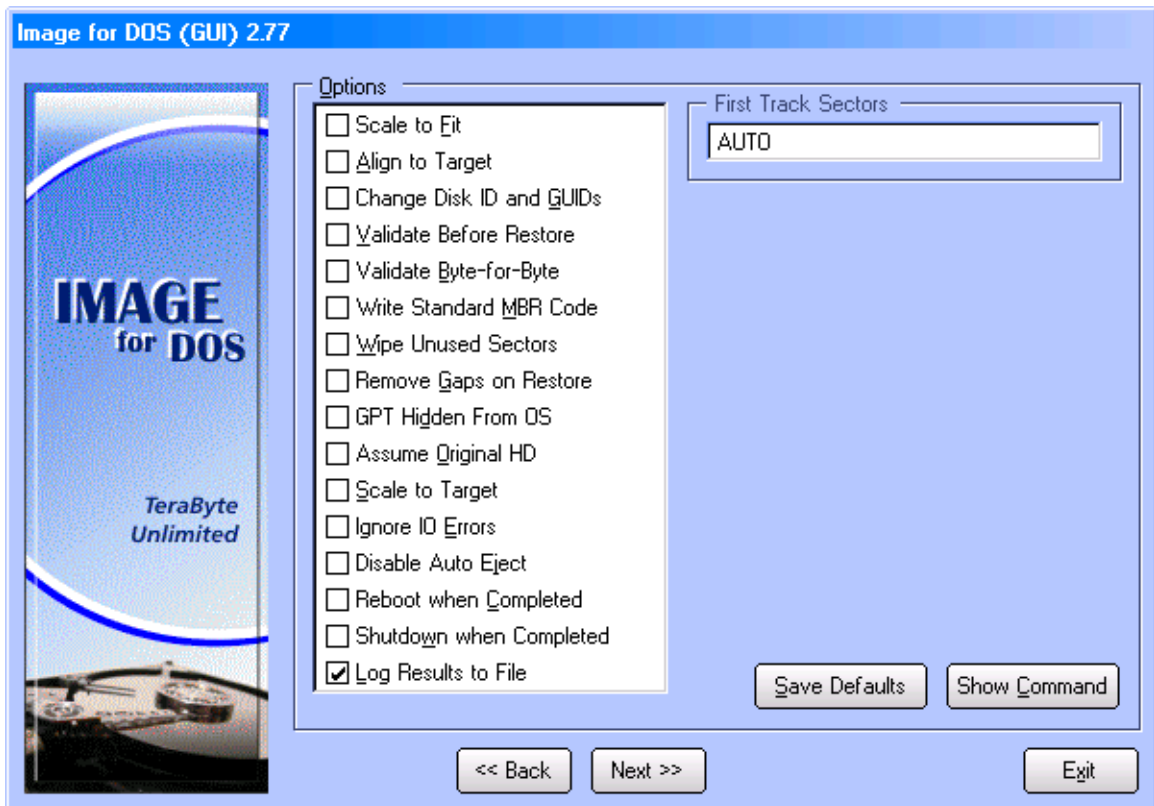 Image for DOS (GUI) 2.77
IMAGE
for DOS
TeraByte
Unlimited
Options
Scale to Fit
Align to Target
Change Disk ID and GUIDs
Validate Before Restore
Validate Byte-for-Byte
Write Standard MBR Code
Wipe Unused Sectors
Remove Gaps on Restore
GPT Hidden From OS
Assume Original HD
Scale to Target
Ignore IO Errors
Disable Auto Eject
Reboot when Completed
Shutdown when Completed
Log Results to File
First Track Sectors
AUTO
Save Defaults
Show Command
<< Back
Next >>
Exit